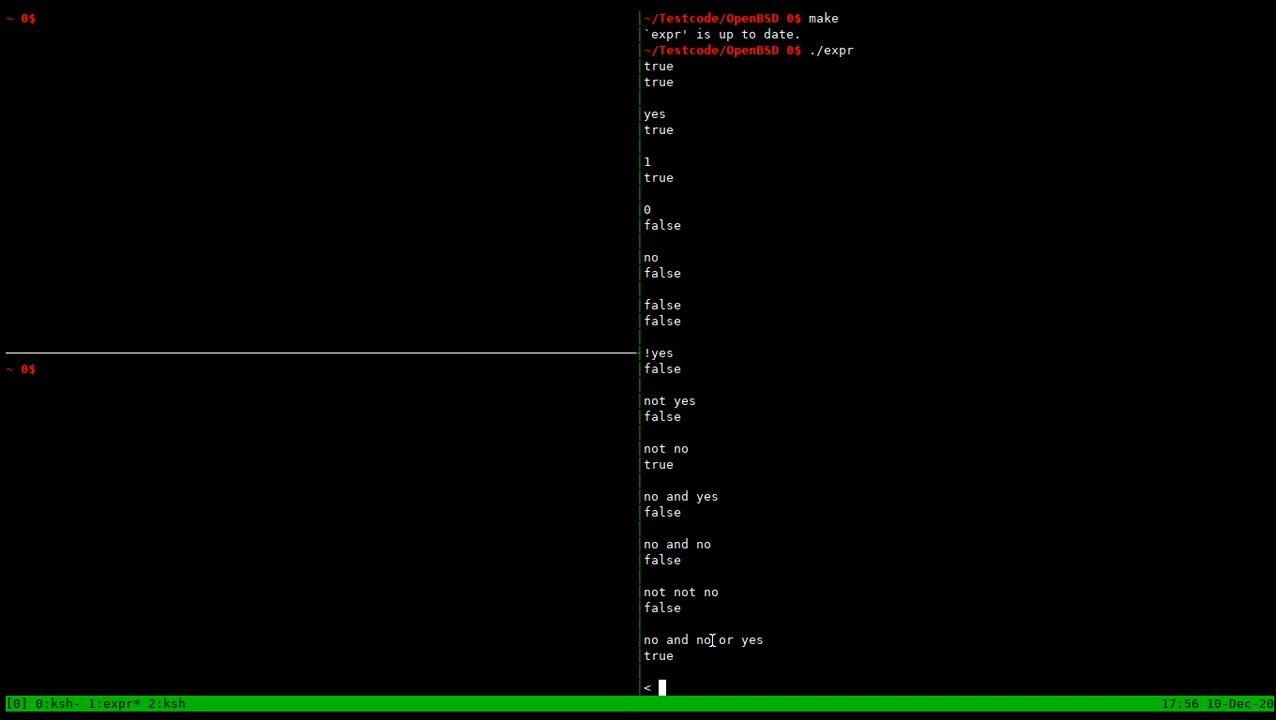 ~ 0$
~ 0$
~/Testcode/OpenBSD 0$ make
`expr' is up to date.
~/Testcode/OpenBSD 0$ ./expr
true
true
yes
true
1
true
0
false
no
false
false
false
!yes
false
not yes
false
not no
true
no and yes
false
no and no
false
not not no
false
no and no or yes
true
<
[0] 0:ksh- 1:expr* 2:ksh 17:56 10-Dec-20